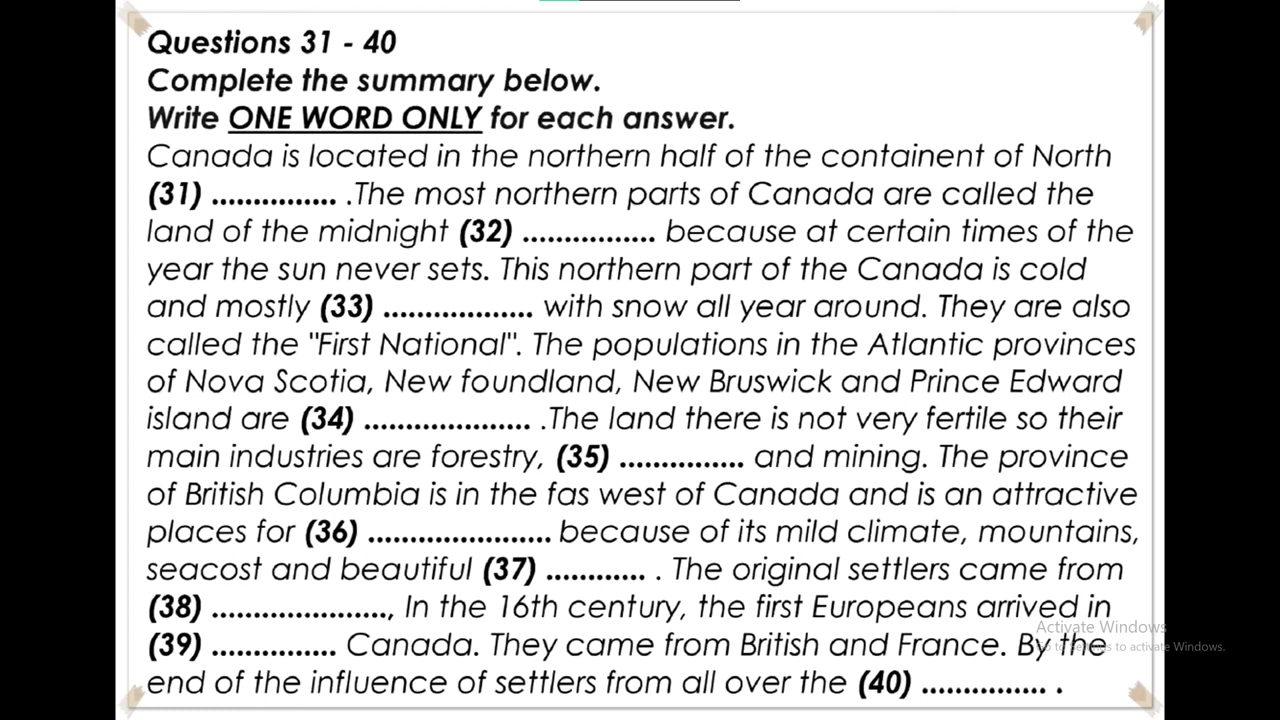 Questions 31 - 40
Complete the summary below.
Write ONE WORD ONLY for each answer.
Canada is located in the northern half of the containent of North
(31) ............... .The most northern parts of Canada are called the
land of the midnight (32) ................ because at certain times of the
year the sun never sets. This northern part of the Canada is cold
and mostly (33) .................. with snow all year around. They are also
called the "First National". The populations in the Atlantic provinces
of Nova Scotia, New foundland, New Bruswick and Prince Edward
island are (34) .................... .The land there is not very fertile so their
main industries are forestry, (35) ............... and mining. The province
of British Columbia is in the fas west of Canada and is an attractive
places for (36) ...................... because of its mild climate, mountains,
seacost and beautiful (37) ............ . The original settlers came from
(38) ....................., In the 16th century, the first Europeans arrived in
(39) ............... Canada. They came from British and France. By the
end of the influence of settlers from all over the (40) ............... .
Activate Windows
Go to Settings to activate Windows.